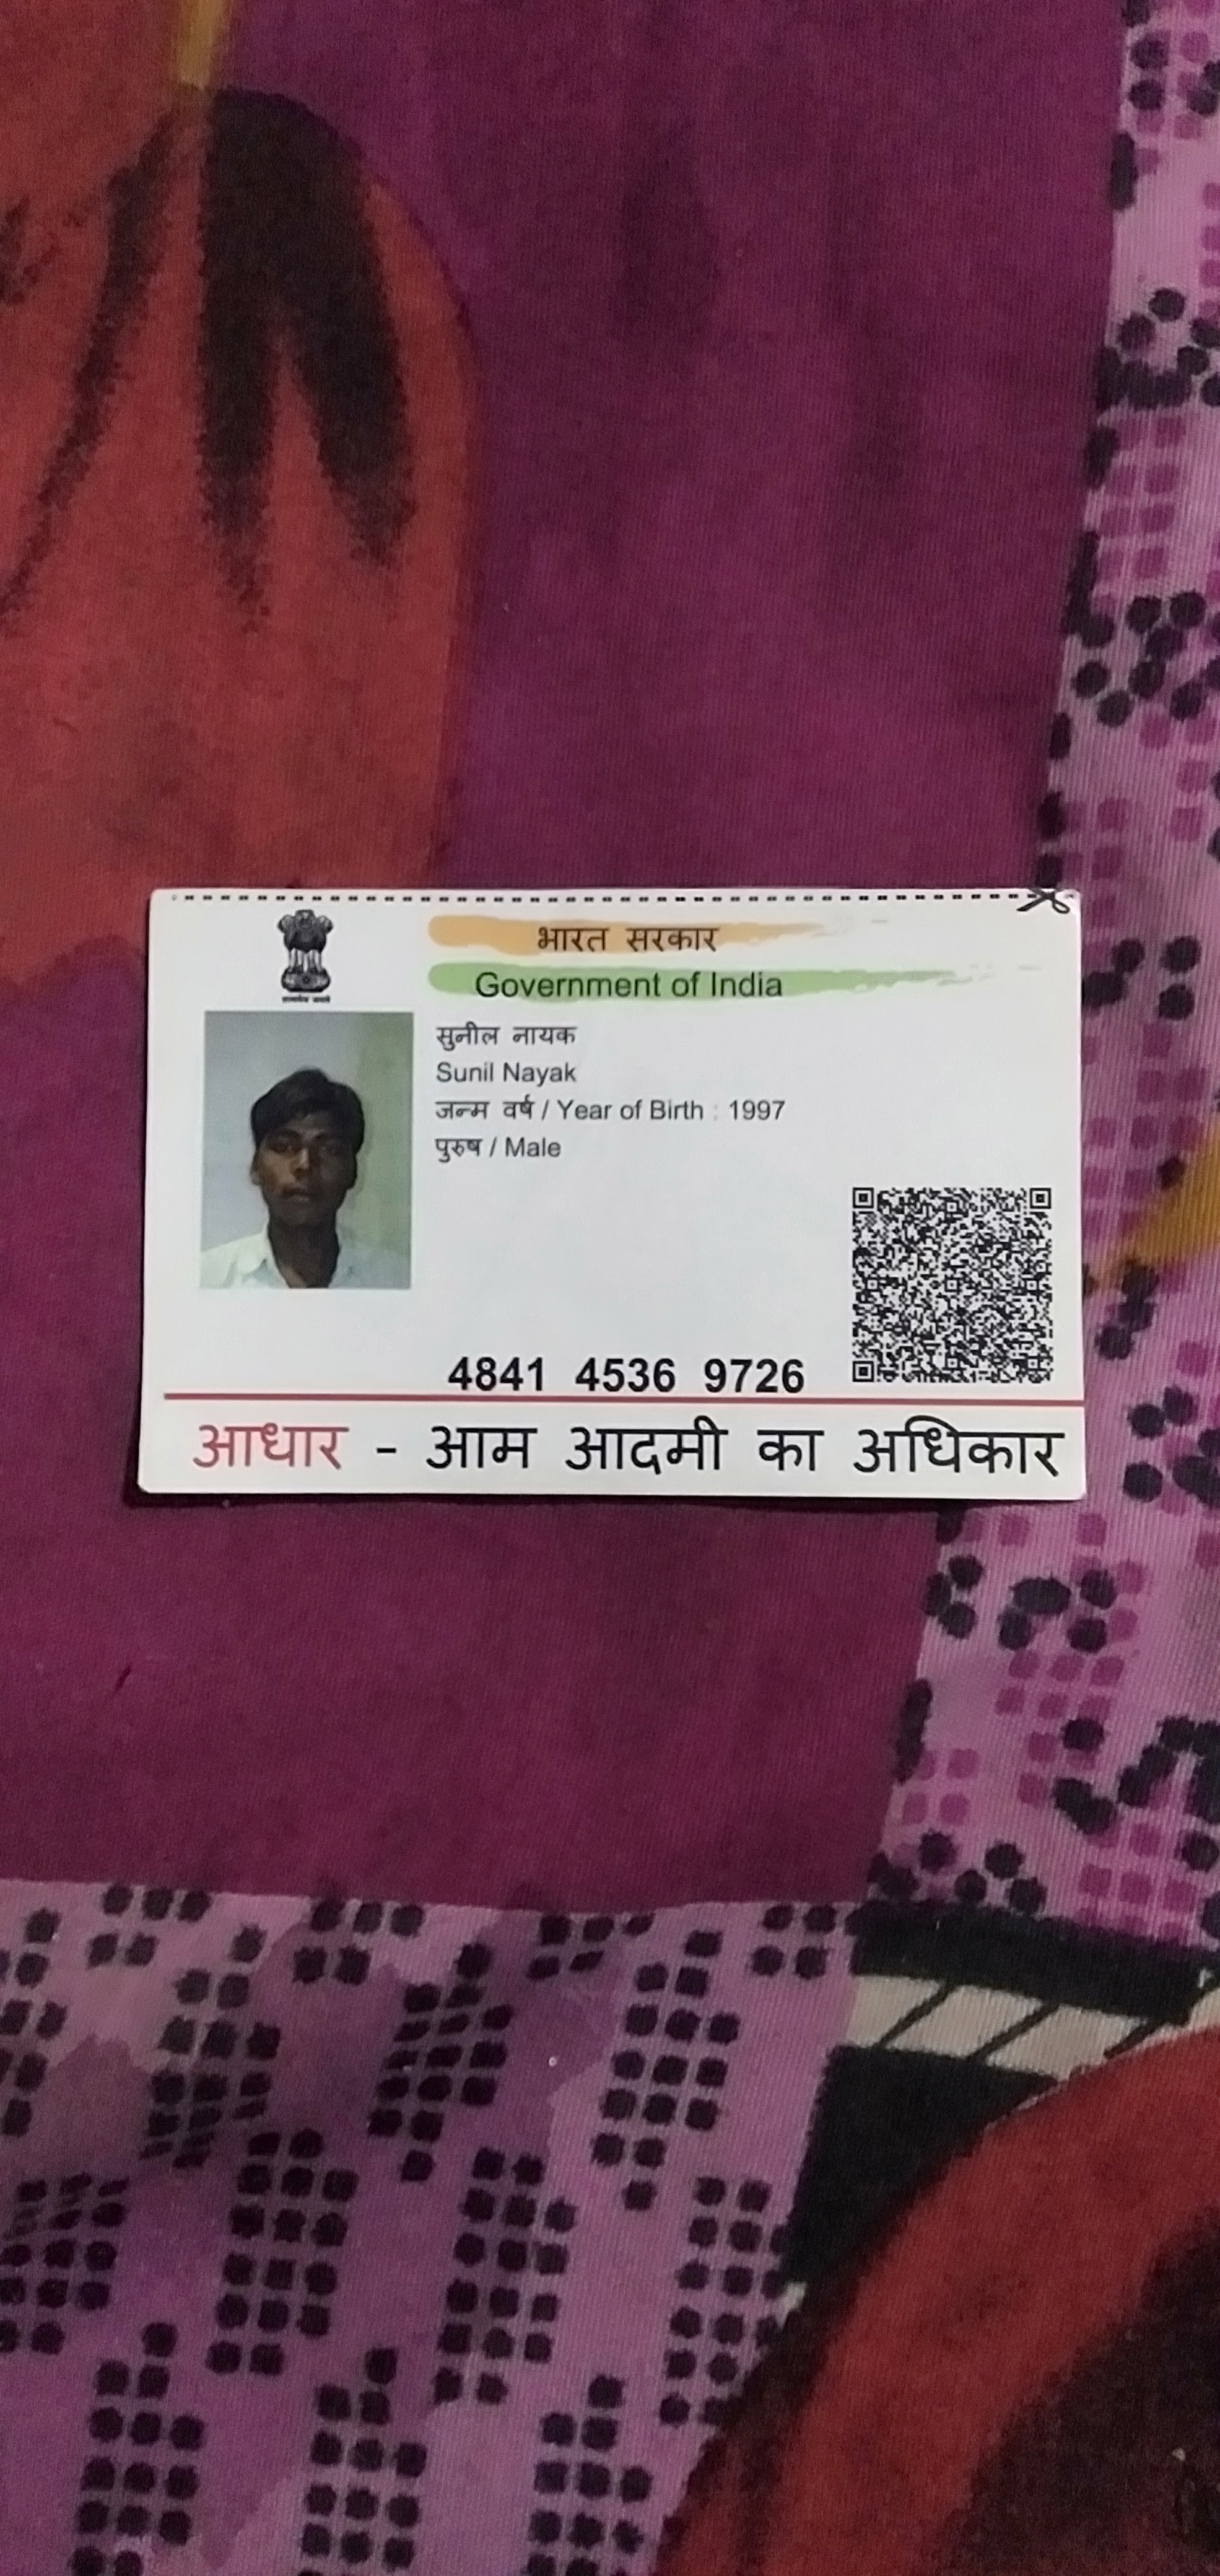 भारत सरकार
Government of India
सुनील नायक
Sunil Nayak
जन्म वर्ष / Year of Birth : 1997
पुरुष / Male
4841 4536 9726
आधार - आम आदमी का अधिकार